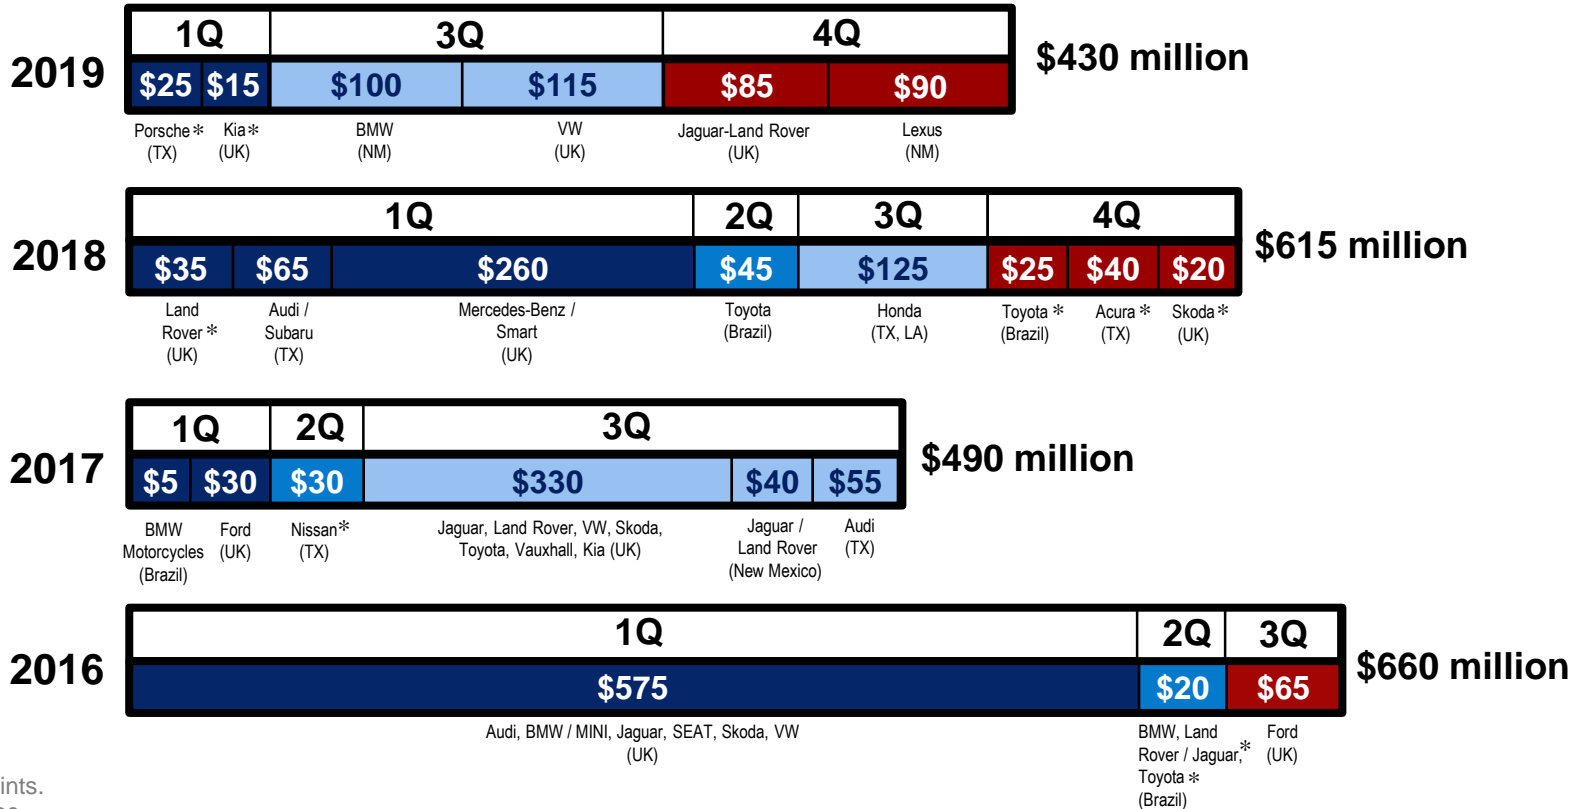 1Q 3Q 4Q
2019 $25 $15 $100 $115 $85 $90 $430 million
Porsche* Kia* BMW VW Jaguar-Land Rover Lexus
(TX) (UK) (NM) (UK) (UK) (NM)
1Q 2Q 3Q 4Q
2018 $35 $65 $260 $45 $125 $25 $40 $20 $615 million
Land Audi / Mercedes-Benz / Toyota Honda Toyota * Acura * Skoda *
Rover * Subaru Smart (Brazil) (TX, LA) (Brazil) (TX) (UK)
(UK) (TX) (UK)
1Q 2Q 3Q
2017 $5 $30 $30 $330 $40 $55 $490 million
BMW Ford Nissan* Jaguar, Land Rover, VW, Skoda, Jaguar / Audi
Motorcycles (UK) (TX) Toyota, Vauxhall, Kia (UK) Land Rover (TX)
(Brazil) (New Mexico)
1Q 2Q 3Q
2016 $575 $20 $65 $660 million
Audi, BMW / MINI, Jaguar, SEAT, Skoda, VW BMW, Land Ford
(UK) Rover / Jaguar,* (UK)
Toyota *
(Brazil)
ints.